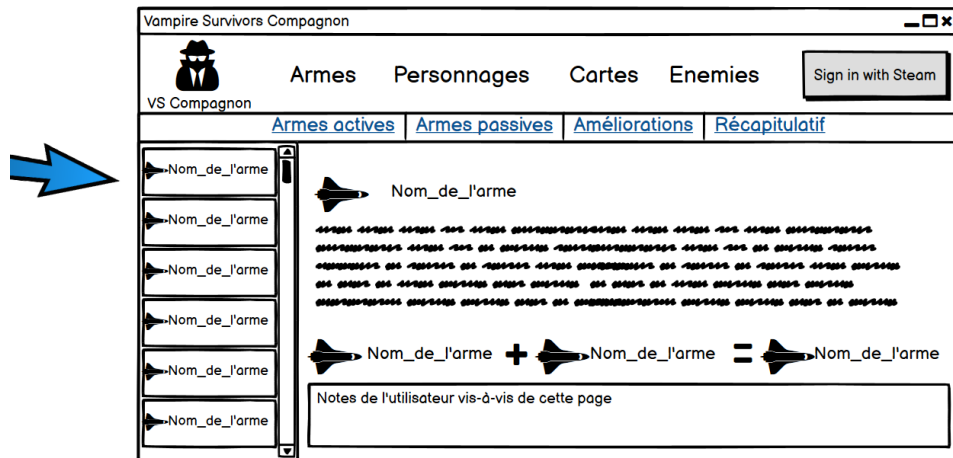 Vampire Survivors Compagnon
VS Compagnon
Armes Personnages Cartes Enemies
Sign in with Steam
Armes actives Armes passives Améliorations Récapitulatif
Nom_de_l'arme
Nom_de_l'arme
Nom_de_l'arme
Nom_de_l'arme
Nom_de_l'arme
Nom_de_l'arme
Nom_de_l'arme
Nom_de_l'arme + Nom_de_l'arme = Nom_de_l'arme
Notes de l'utilisateur vis-à-vis de cette page